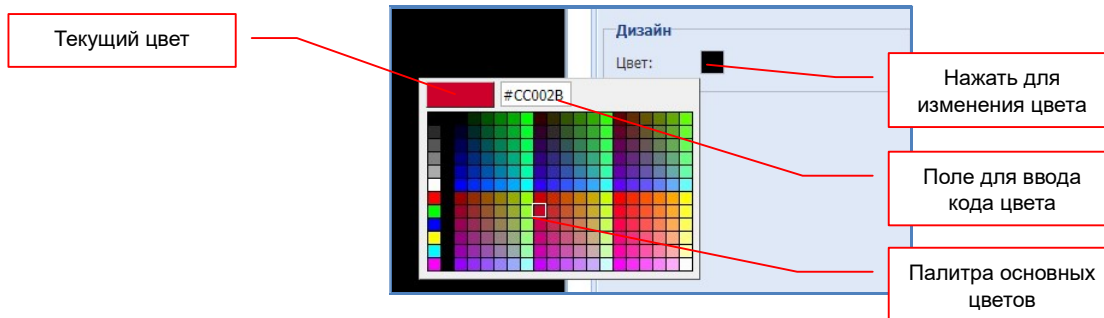 Текущий цвет
Дизайн
Цвет:
Нажать для
изменения цвета
#CC002B
Поле для ввода
кода цвета
Палитра основных
цветов